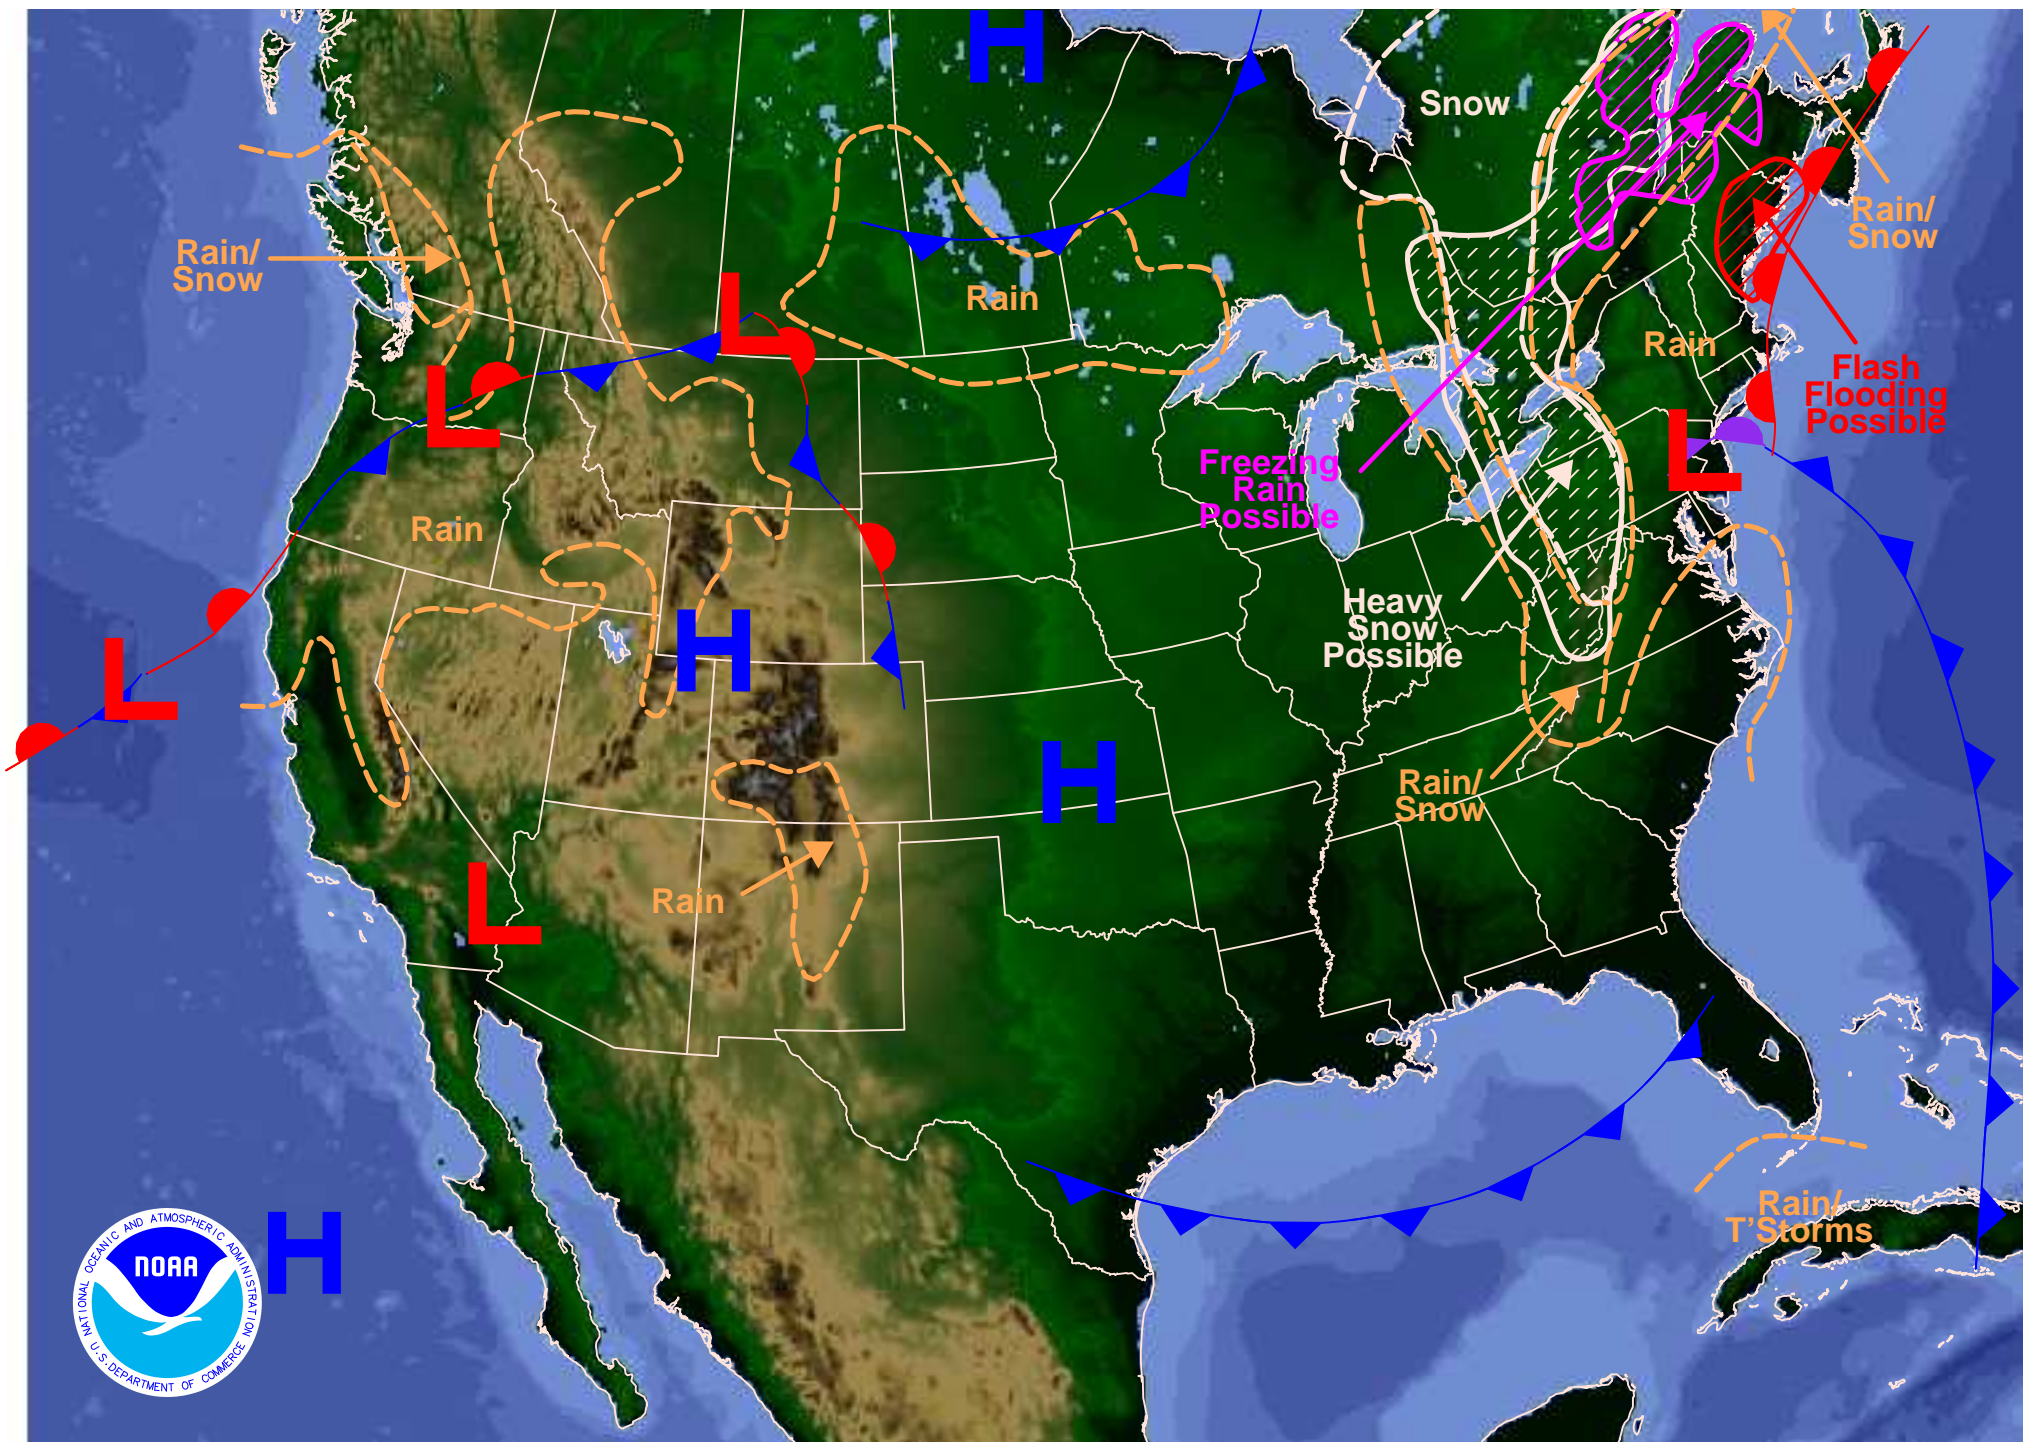 H
Snow
Rain/
Snow
Rain/
Snow
L
Rain
Rain
Flash
Flooding
Possible
L
L
Freezing
Rain
Possible
Rain
Heavy
Snow
Possible
H
L
H
Rain/
Snow
Rain
L
Rain/
T'Storms
H
NATIONAL OCEANIC AND ATMOSPHERIC ADMINISTRATION
NOAA
U.S. DEPARTMENT OF COMMERCE